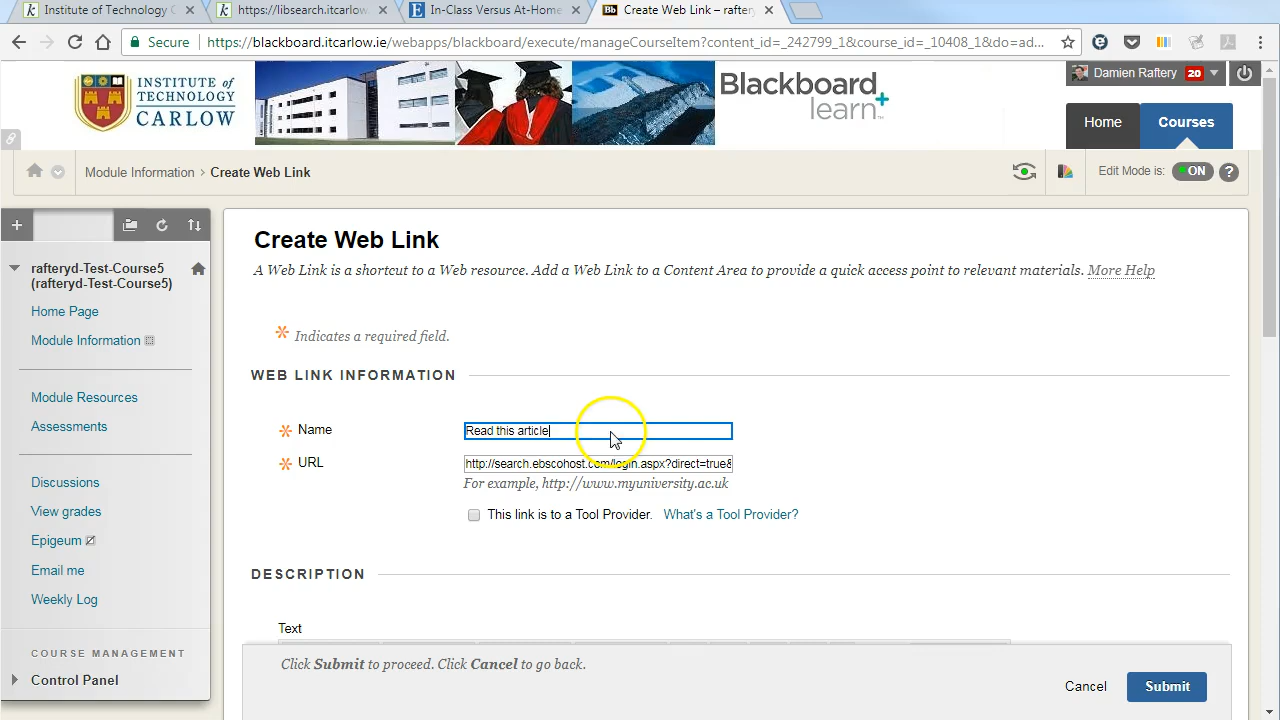 Institute of Technology C
https://libsearch.itcarlow
In-Class Versus At-Home
Bb Create Web Link – rafter
Secure https://blackboard.itcarlow.ie/webapps/blackboard/execute/manageCourseItem?content_id=_242799_1&course_id=_10408_1&do=ad...
INSTITUTE of
TECHNOLOGY
CARLOW
Blackboard
learn+
Damien Raftery 20
Home
Courses
Module Information > Create Web Link
Edit Mode is: ON ?
rafteryd-Test-Course5
(rafteryd-Test-Course5)
Home Page
Module Information
Module Resources
Assessments
Discussions
View grades
Epigeum
Email me
Weekly Log
COURSE MANAGEMENT
Control Panel
Create Web Link
A Web Link is a shortcut to a Web resource. Add a Web Link to a Content Area to provide a quick access point to relevant materials. More Help
* Indicates a required field.
WEB LINK INFORMATION
* Name Read this article
* URL http://search.ebscohost.com/login.aspx?direct=true&
For example, http://www.myuniversity.ac.uk
This link is to a Tool Provider. What's a Tool Provider?
DESCRIPTION
Text
Click Submit to proceed. Click Cancel to go back.
Cancel
Submit